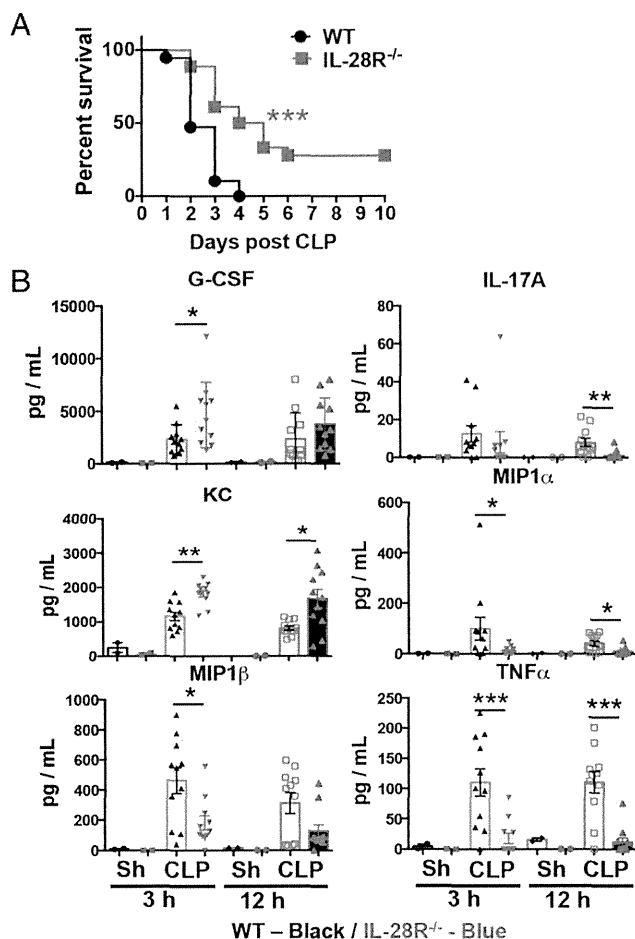 A
WT
IL-28R-/-
Percent survival
100
50
0
***
0 1 2 3 4 5 6 7 8 9 10
Days post CLP
B
G-CSF
pg / mL
15000
10000
5000
0
*
IL-17A
pg / mL
80
60
40
20
0
**
KC
pg / mL
4000
3000
2000
1000
0
**
*
MIP1α
pg / mL
600
400
200
0
*
*
MIP1β
pg / mL
1000
800
600
400
200
0
*
Sh CLP Sh CLP
3 h 12 h
TNFα
pg / mL
250
200
150
100
50
0
***
***
Sh CLP Sh CLP
3 h 12 h
WT – Black / IL-28R-/- - Blue